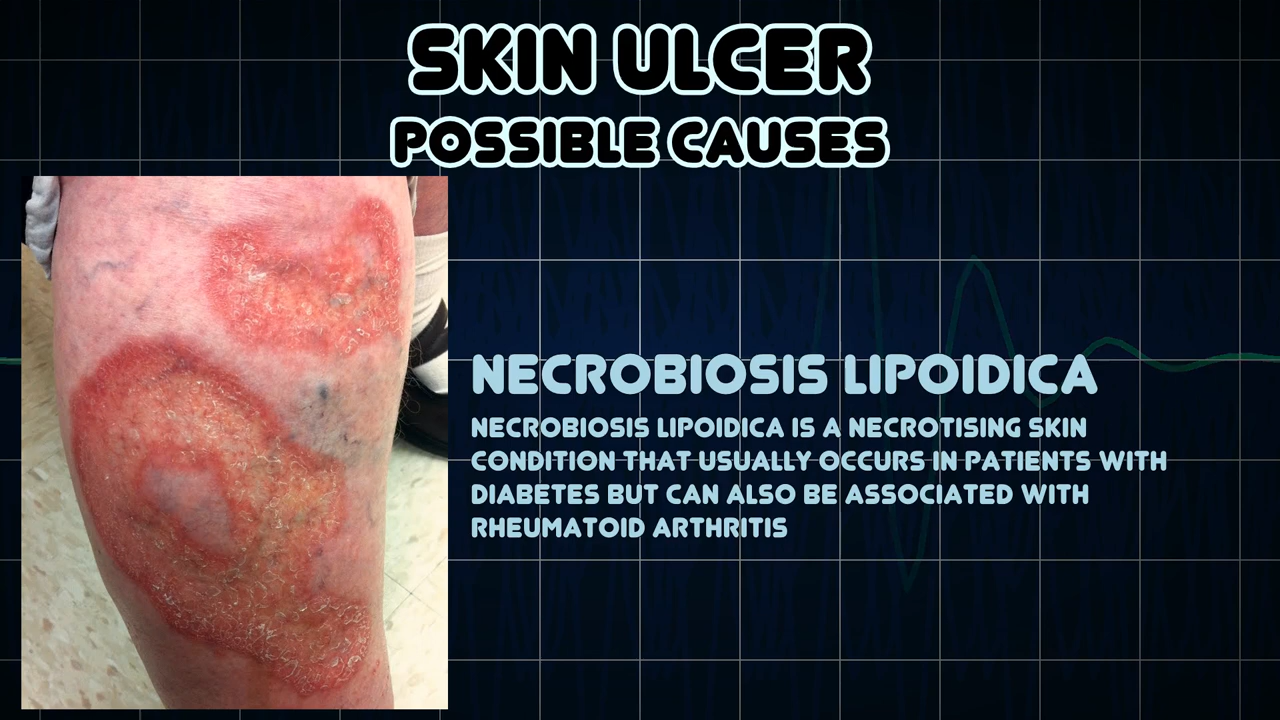 SKIN ULCER
POSSIBLE CAUSES
NECROBIOSIS LIPOIDICA
NECROBIOSIS LIPOIDICA IS A NECROTISING SKIN
CONDITION THAT USUALLY OCCURS IN PATIENTS WITH
DIABETES BUT CAN ALSO BE ASSOCIATED WITH
RHEUMATOID ARTHRITIS